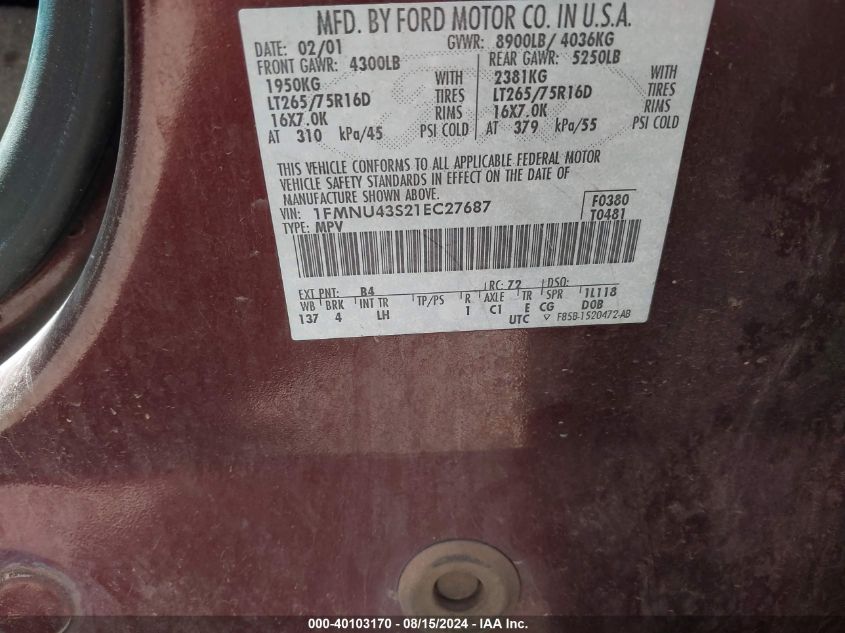 MFD. BY FORD MOTOR CO. IN U.S.A.
DATE: 02/01 GVWR: 8900LB/ 4036KG
FRONT GAWR: 4300LB REAR GAWR: 5250LB
1950KG WITH 2381KG WITH
LT265/75R16D TIRES LT265/75R16D TIRES
16X7.0K RIMS 16X7.0K RIMS
AT 310 kPa/45 PSI COLD AT 379 kPa/55 PSI COLD
THIS VEHICLE CONFORMS TO ALL APPLICABLE FEDERAL MOTOR
VEHICLE SAFETY STANDARDS IN EFFECT ON THE DATE OF
MANUFACTURE SHOWN ABOVE.
VIN: 1FMNU43S21EC27687 F0380
TYPE: MPV T0481
EXT PNT: B4 RC: 72 DSO:
WB BRK INT TR TP/PS R AXLE TR SPR 1L118
137 4 LH 1 C1 E CG D0B
UTC F85B-1520472-AB
000-40103170 - 08/15/2024 - IAAI.COM.